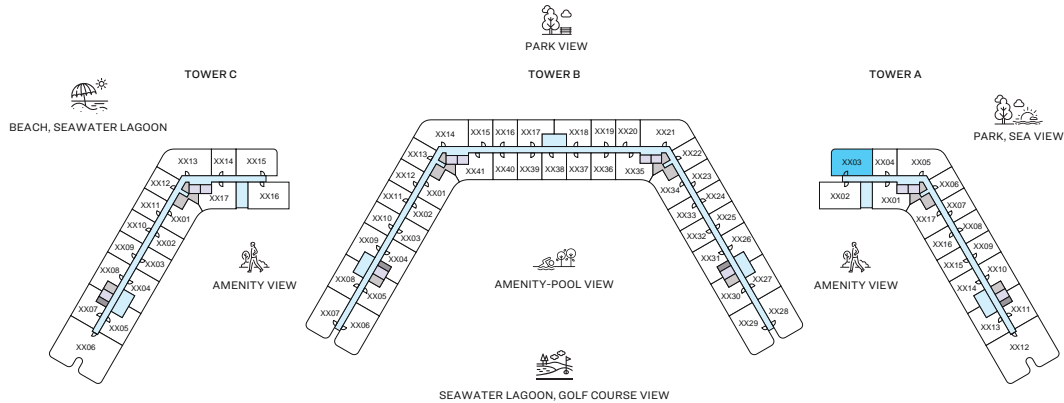 PARK VIEW
TOWER C
TOWER B
TOWER A
BEACH, SEAWATER LAGOON
PARK, SEA VIEW
XX13
XX14
XX15
XX12
XX16
XX17
XX01
XX11
XX02
XX10
XX03
XX09
XX08
XX04
XX07
XX05
XX06
AMENITY VIEW
XX14
XX15
XX16
XX17
XX18
XX19
XX20
XX21
XX13
XX41
XX40
XX39
XX38
XX37
XX36
XX35
XX22
XX12
XX01
XX34
XX23
XX11
XX02
XX33
XX24
XX10
XX03
XX32
XX25
XX09
XX04
XX31
XX26
XX08
XX05
XX30
XX27
XX07
XX06
XX29
XX28
AMENITY-POOL VIEW
SEAWATER LAGOON, GOLF COURSE VIEW
XX03
XX04
XX05
XX02
XX01
XX06
XX17
XX07
XX16
XX08
XX15
XX09
XX14
XX10
XX13
XX11
XX12
AMENITY VIEW